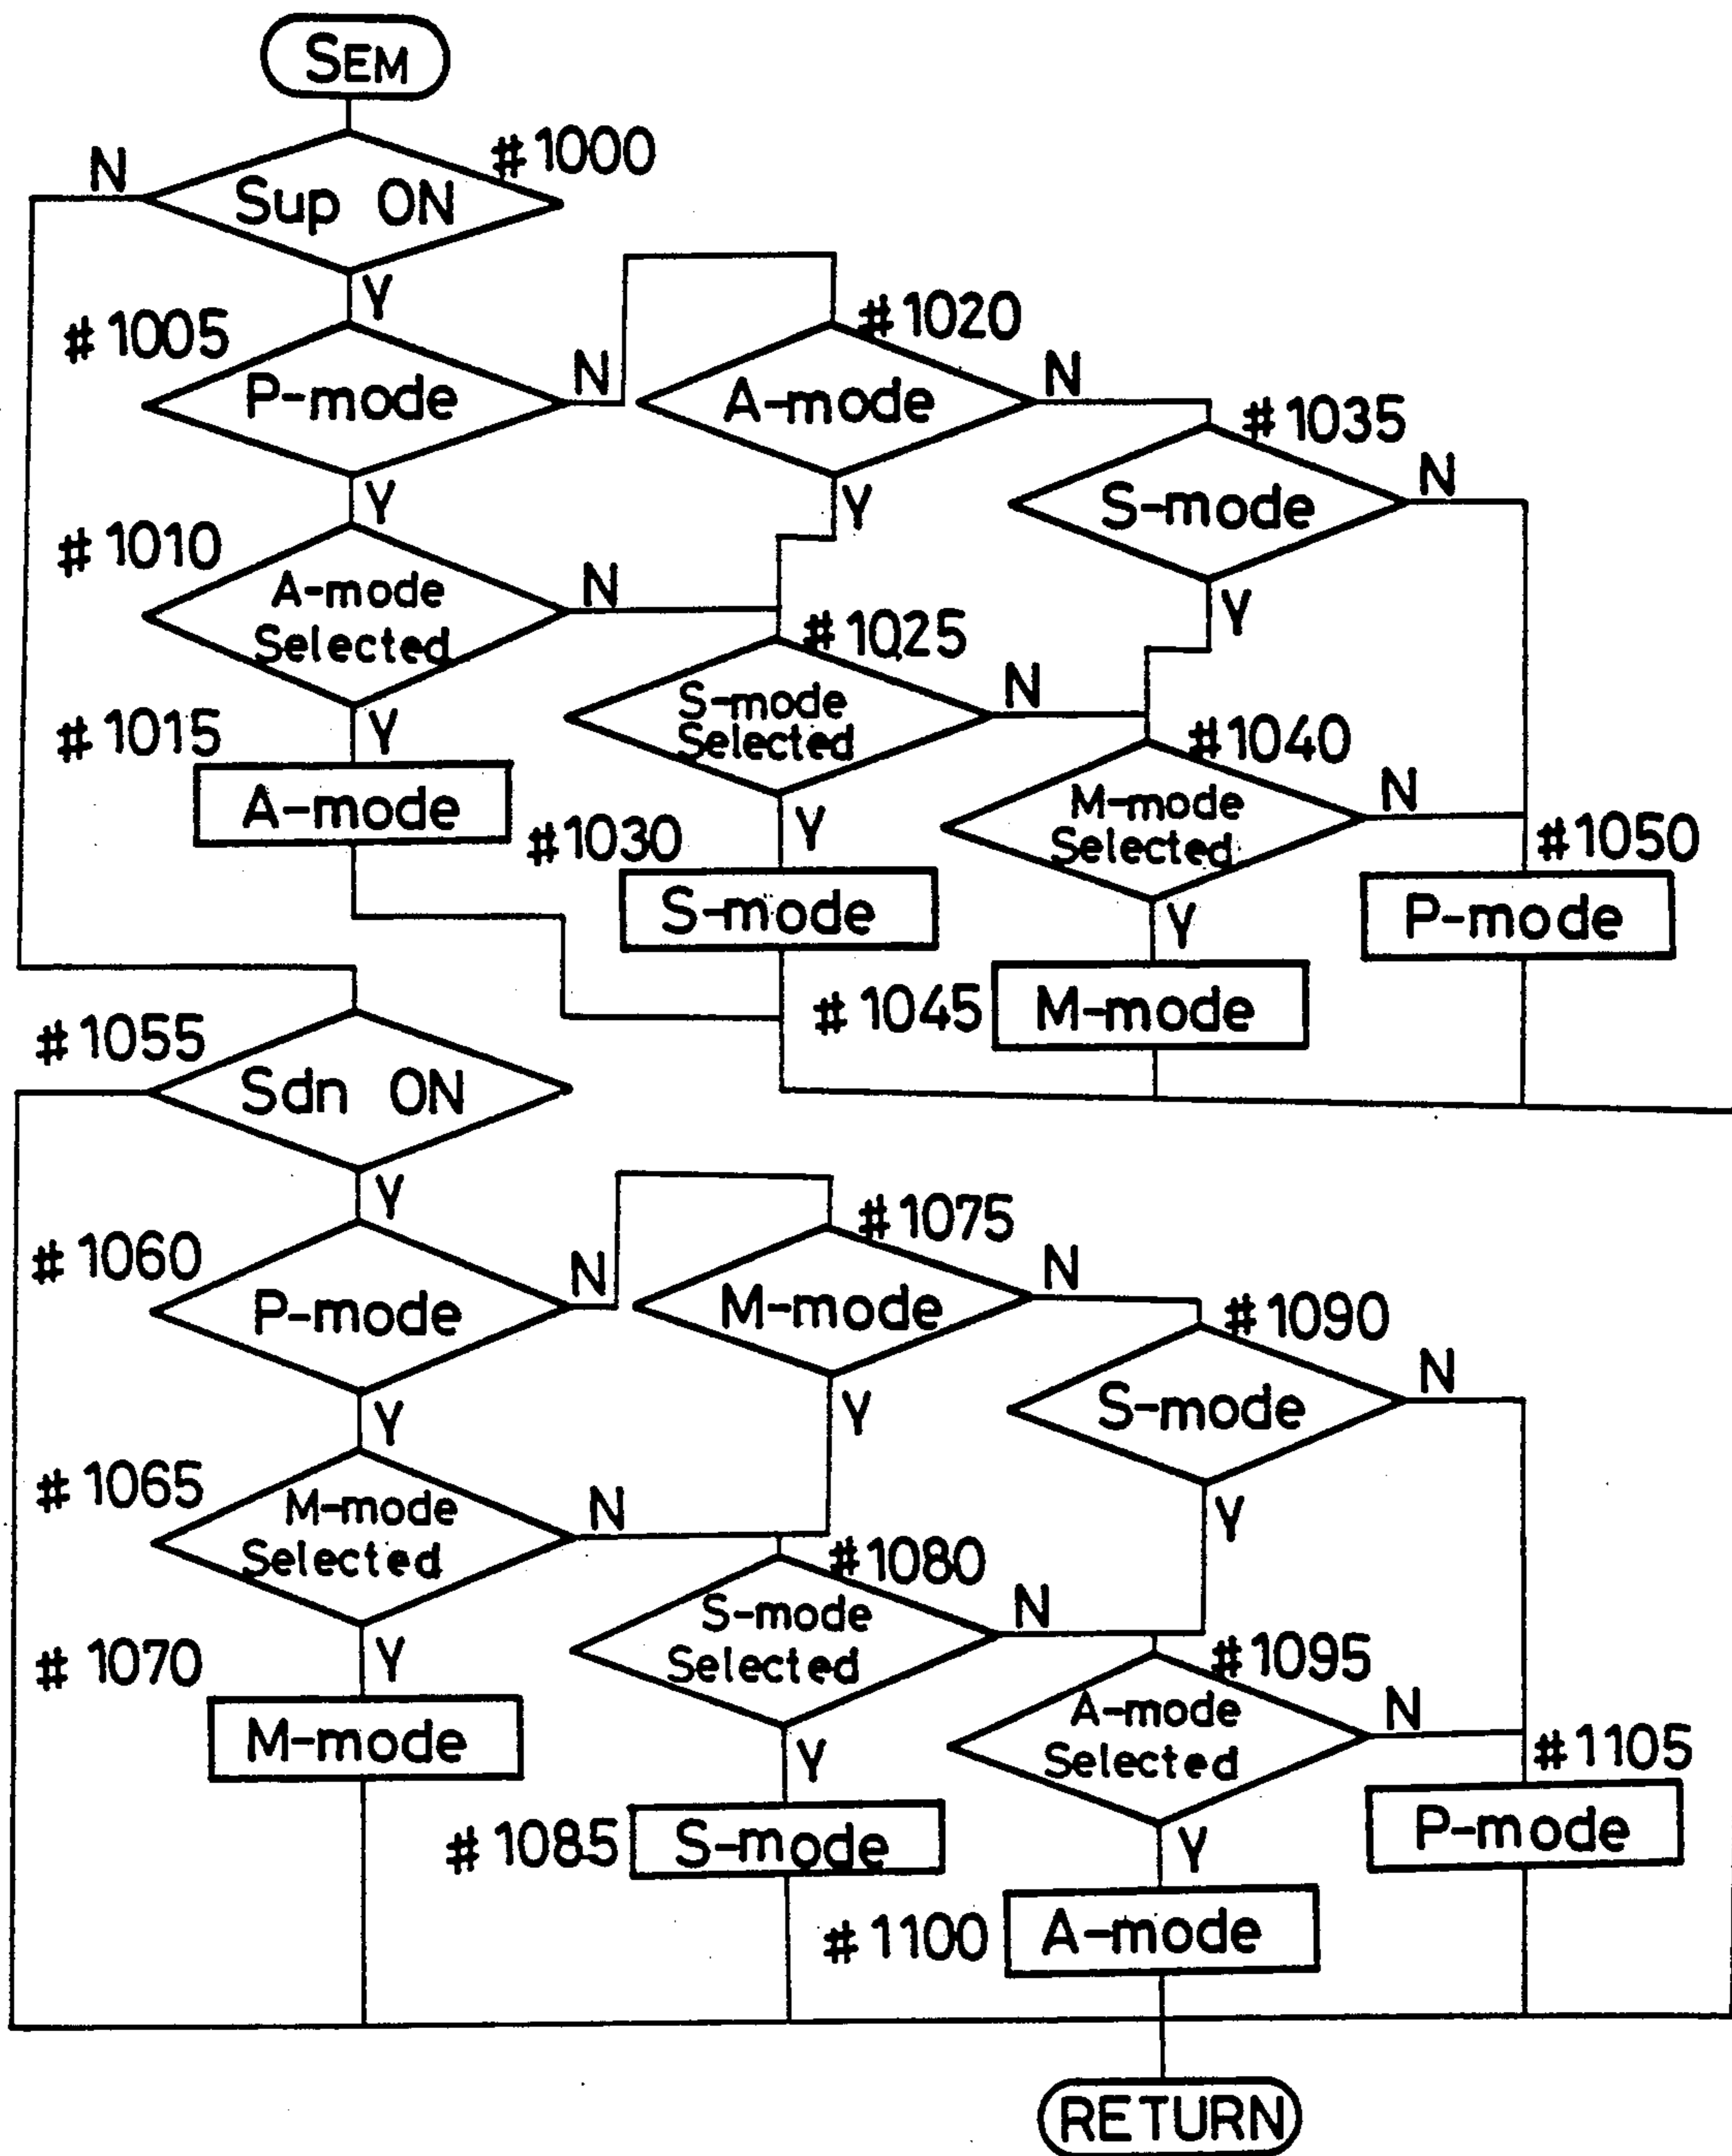 SEM
N
#1000
Sup ON
Y
#1005
P-mode
N
#1020
A-mode
N
#1035
S-mode
N
Y
Y
#1010
A-mode
Selected
N
Y
#1025
S-mode
Selected
N
#1040
M-mode
Selected
N
#1015
Y
A-mode
#1030
Y
S-mode
#1050
P-mode
Y
#1045
M-mode
#1055
Sdn ON
Y
#1060
P-mode
N
#1075
M-mode
N
#1090
S-mode
N
Y
Y
#1065
M-mode
Selected
N
Y
#1080
S-mode
Selected
N
#1095
A-mode
Selected
N
#1070
Y
M-mode
Y
#1085
S-mode
#1105
P-mode
Y
#1100
A-mode
RETURN